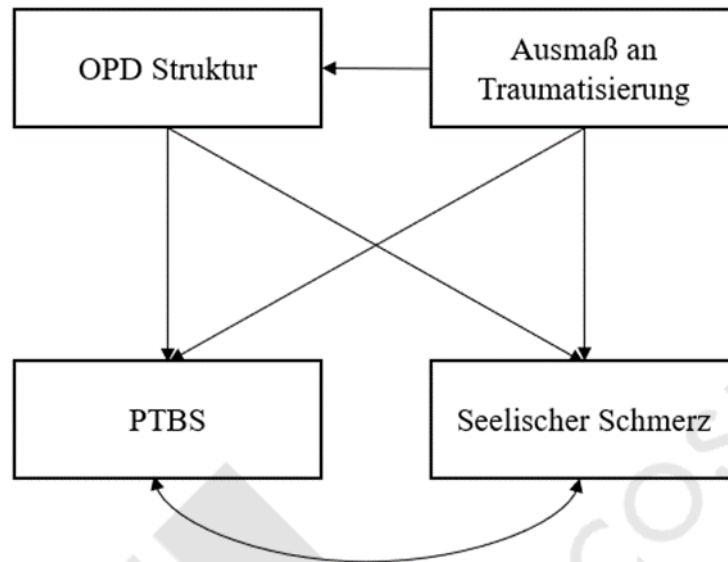 OPD Struktur
Ausmaß an
Traumatisierung
PTBS
Seelischer Schmerz